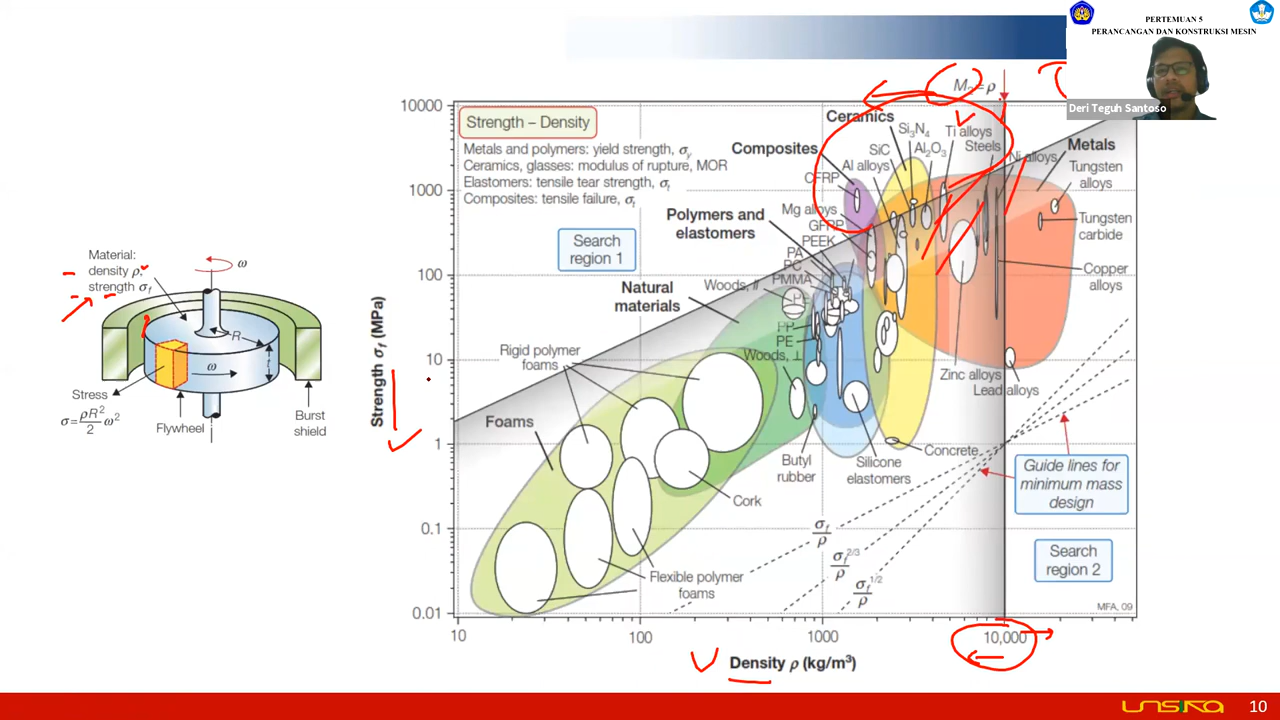 PERTEMUAN 5
PERANCANGAN DAN KONSTRUKSI MESIN
Deri Teguh Santoso
Material:
density ρ,
strength σf
ω
R
t
ω
Stress
σ=ρR²/2 ω²
Flywheel
Burst
shield
Strength – Density
Metals and polymers: yield strength, σy
Ceramics, glasses: modulus of rupture, MOR
Elastomers: tensile tear strength, σt
Composites: tensile failure, σt
Search
region 1
Strength σf (MPa)
10000
1000
100
10
1
0.1
0.01
10
100
1000
10,000
Density ρ (kg/m³)
= ρ
Ceramics
Si3N4
Ti alloys
SiC
Al2O3
Steels
Composites
Al alloys
Ni alloys
Metals
CFRP
Tungsten
alloys
Polymers and
elastomers
Mg alloys
GFRP
PEEK
PA
PC
PMMA
PE
Tungsten
carbide
Copper
alloys
Natural
materials
Woods, //
PP
PE
Woods, ⊥
Rigid polymer
foams
Zinc alloys
Lead alloys
Foams
Butyl
rubber
Silicone
elastomers
Concrete
Cork
Guide lines for
minimum mass
design
Flexible polymer
foams
σf/ρ
σf^2/3/ρ
σf^1/2/ρ
Search
region 2
MFA, 09
UNSIKA
10